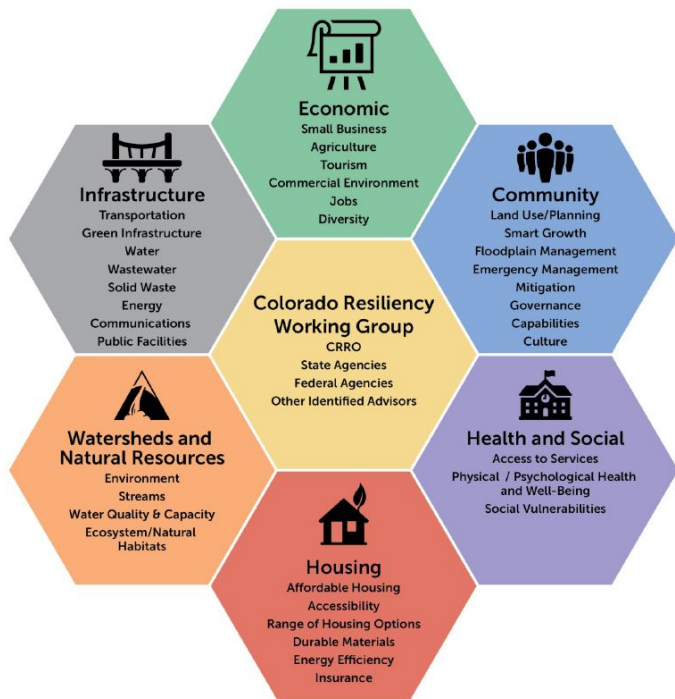 Economic
Small Business
Agriculture
Tourism
Commercial Environment
Jobs
Diversity
Infrastructure
Transportation
Green Infrastructure
Water
Wastewater
Solid Waste
Energy
Communications
Public Facilities
Community
Land Use/Planning
Smart Growth
Floodplain Management
Emergency Management
Mitigation
Governance
Capabilities
Culture
Colorado Resiliency
Working Group
CRRO
State Agencies
Federal Agencies
Other Identified Advisors
Watersheds and
Natural Resources
Environment
Streams
Water Quality & Capacity
Ecosystem/Natural
Habitats
Health and Social
Access to Services
Physical / Psychological Health
and Well-Being
Social Vulnerabilities
Housing
Affordable Housing
Accessibility
Range of Housing Options
Durable Materials
Energy Efficiency
Insurance